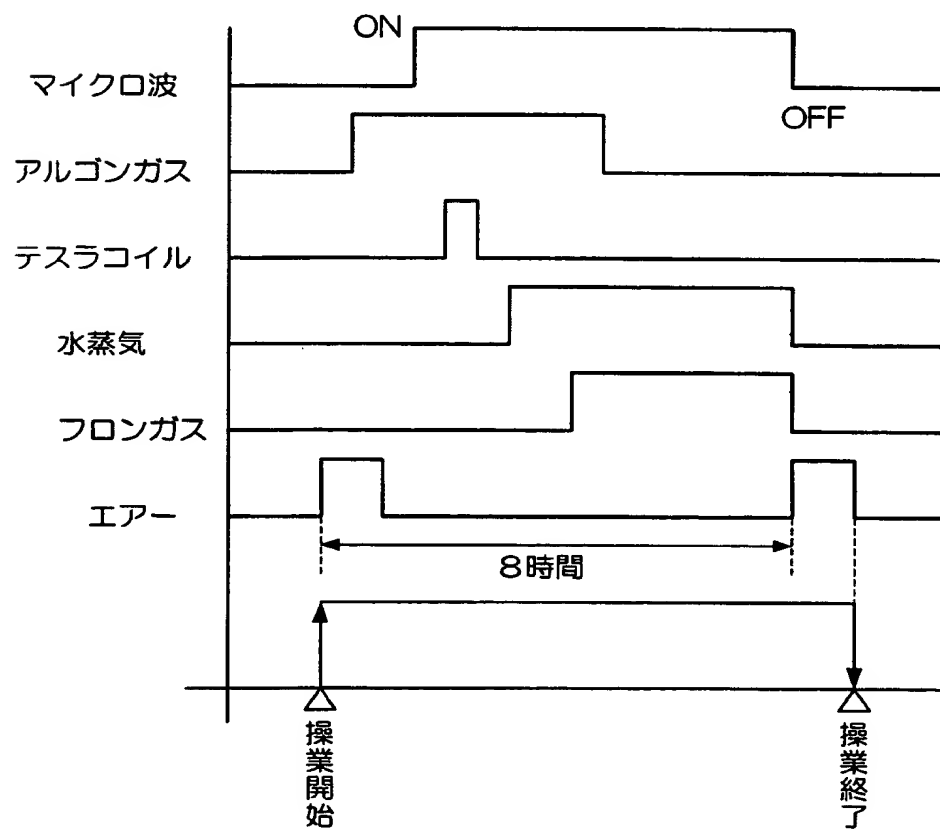 ON
マイクロ波
OFF
アルゴンガス
テスラコイル
水蒸気
フロンガス
エアー
8時間
操業開始
操業終了